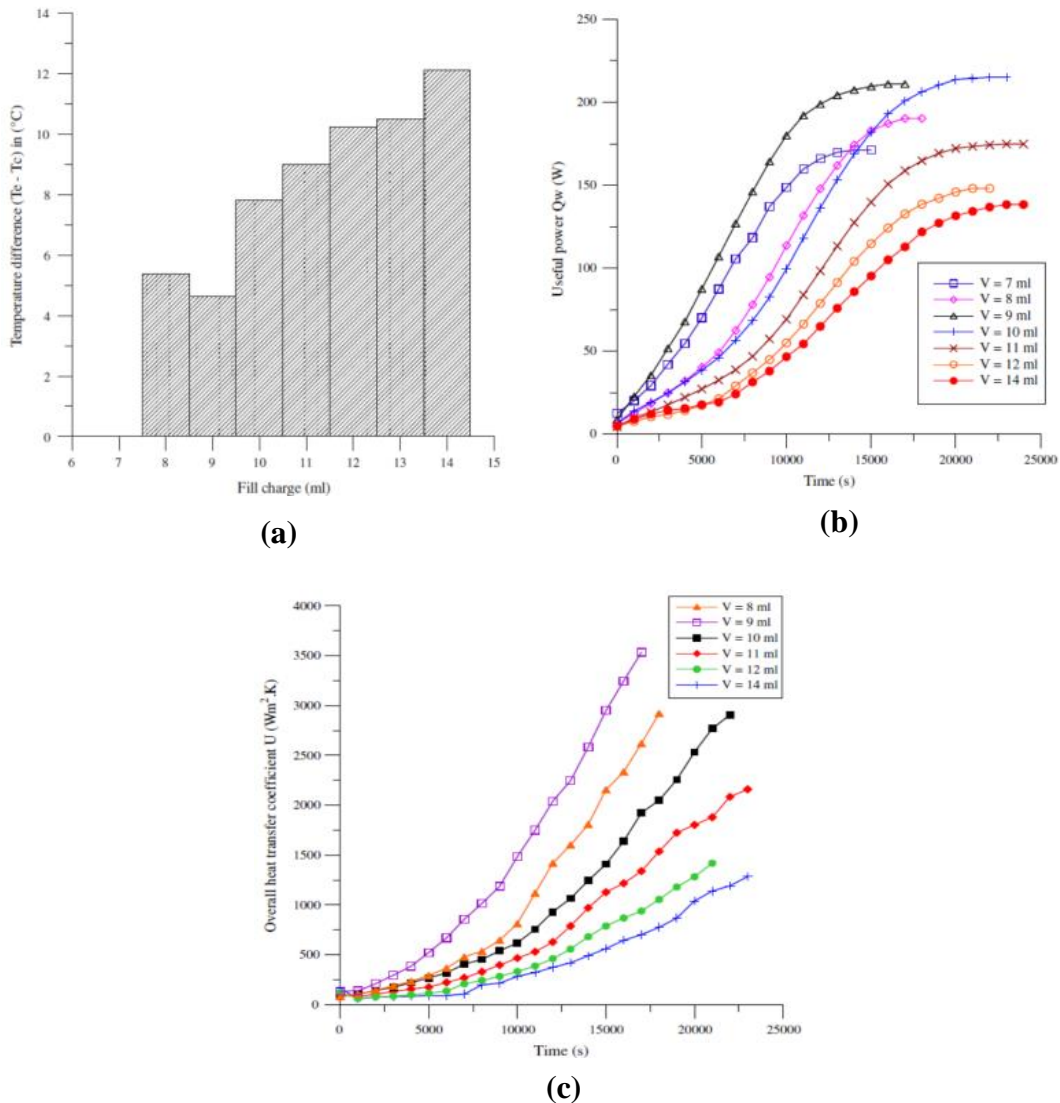 14
12
10
8
6
4
2
0
6 7 8 9 10 11 12 13 14 15
Temperature difference (Te - Tc) in (°C)
Fill charge (ml)
(a)
250
200
150
100
50
0
0 5000 10000 15000 20000 25000
Useful power Qw (W)
Time (s)
V = 7 ml
V = 8 ml
V = 9 ml
V = 10 ml
V = 11 ml
V = 12 ml
V = 14 ml
(b)
4000
3500
3000
2500
2000
1500
1000
500
0
0 5000 10000 15000 20000 25000
Overall heat transfer coefficient U (Wm².K)
Time (s)
V = 8 ml
V = 9 ml
V = 10 ml
V = 11 ml
V = 12 ml
V = 14 ml
(c)